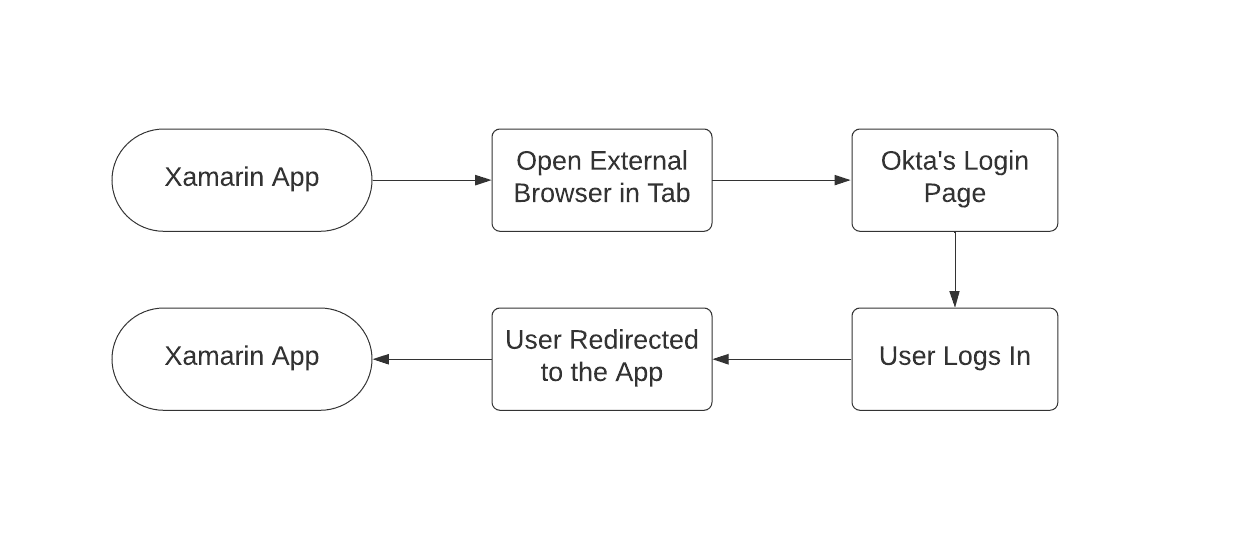 Xamarin App
Open External
Browser in Tab
Okta's Login
Page
User Logs In
User Redirected
to the App
Xamarin App